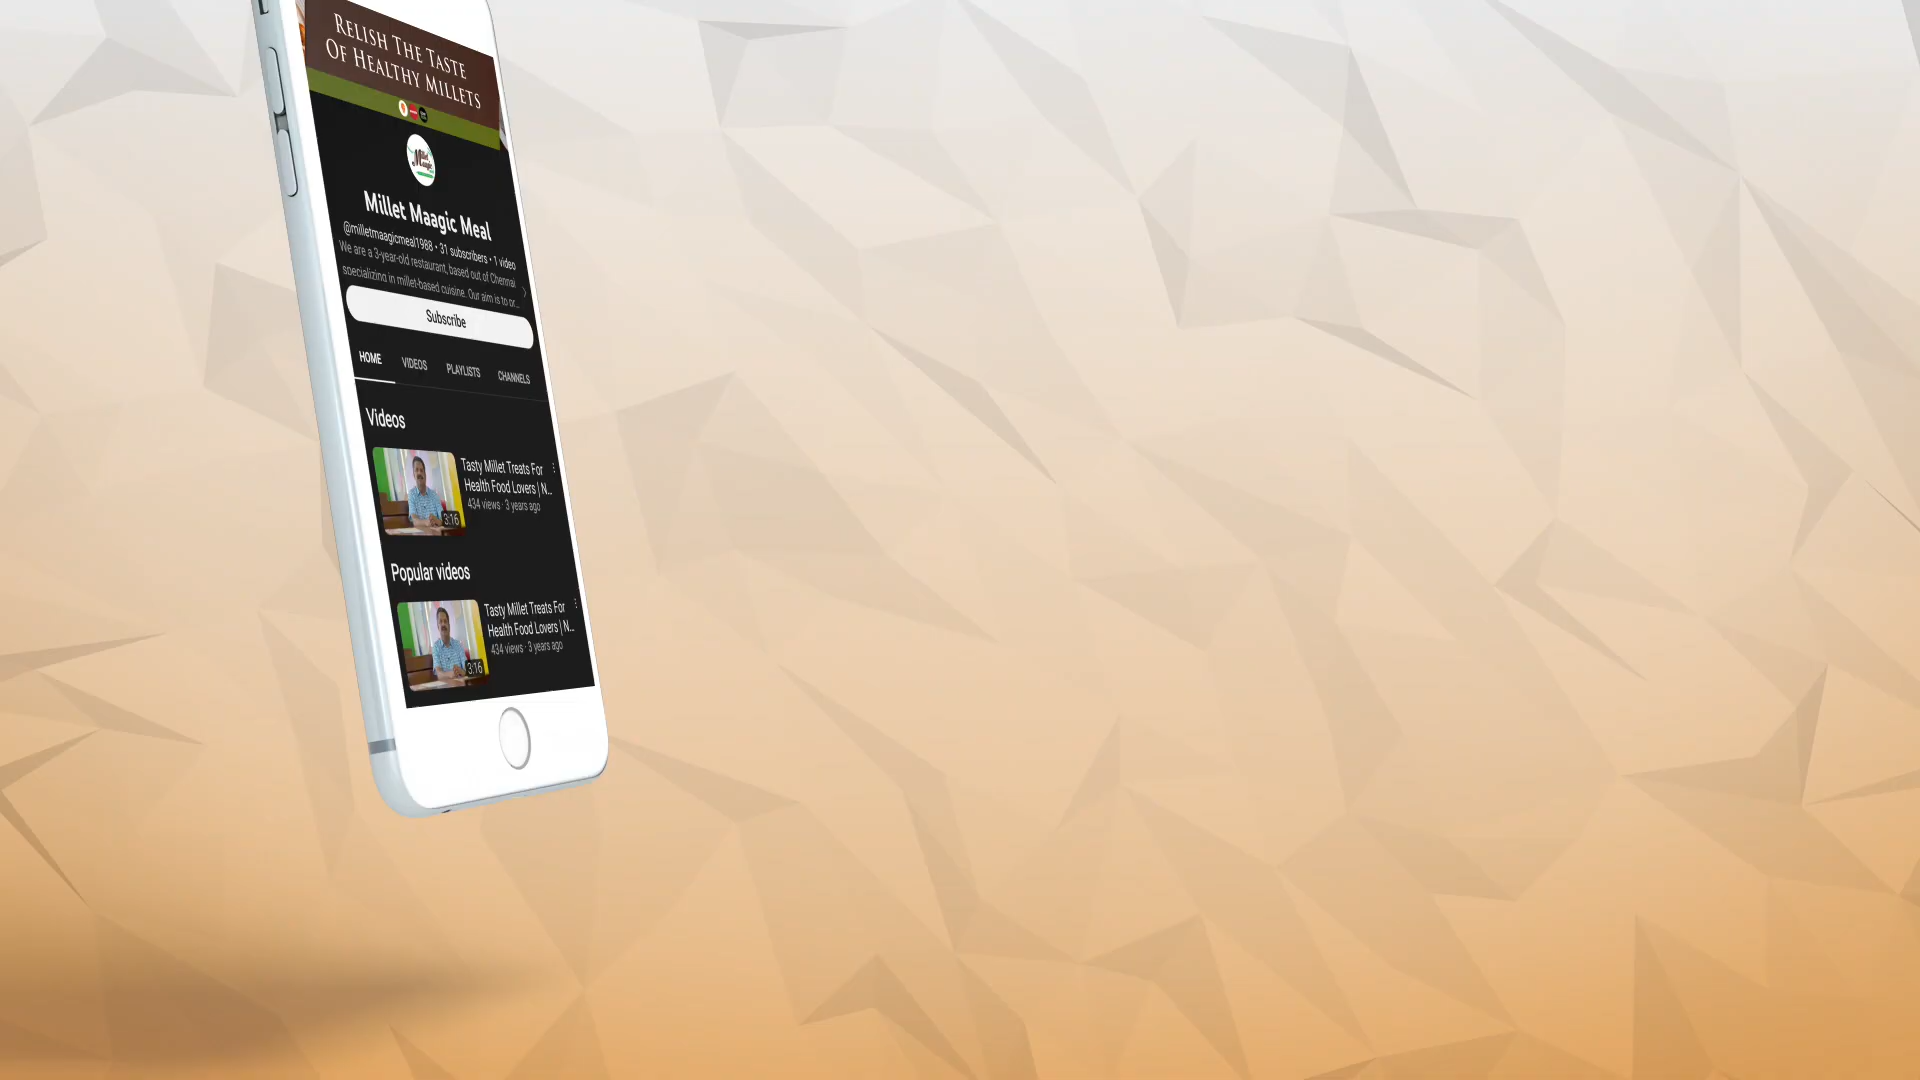 RELISH THE TASTE
OF HEALTHY MILLETS
Millet Maagic Meal
@milletmaagicmeal1988 • 31 subscribers • 1 video
We are a 3-year-old restaurant, based out of Chennai
specializing in millet-based cuisine. Our aim is to or...
Subscribe
HOME VIDEOS PLAYLISTS CHANNELS
Videos
Tasty Millet Treats For
Health Food Lovers | N...
434 views · 3 years ago
3:16
Popular videos
Tasty Millet Treats For
Health Food Lovers | N...
434 views · 3 years ago
3:16